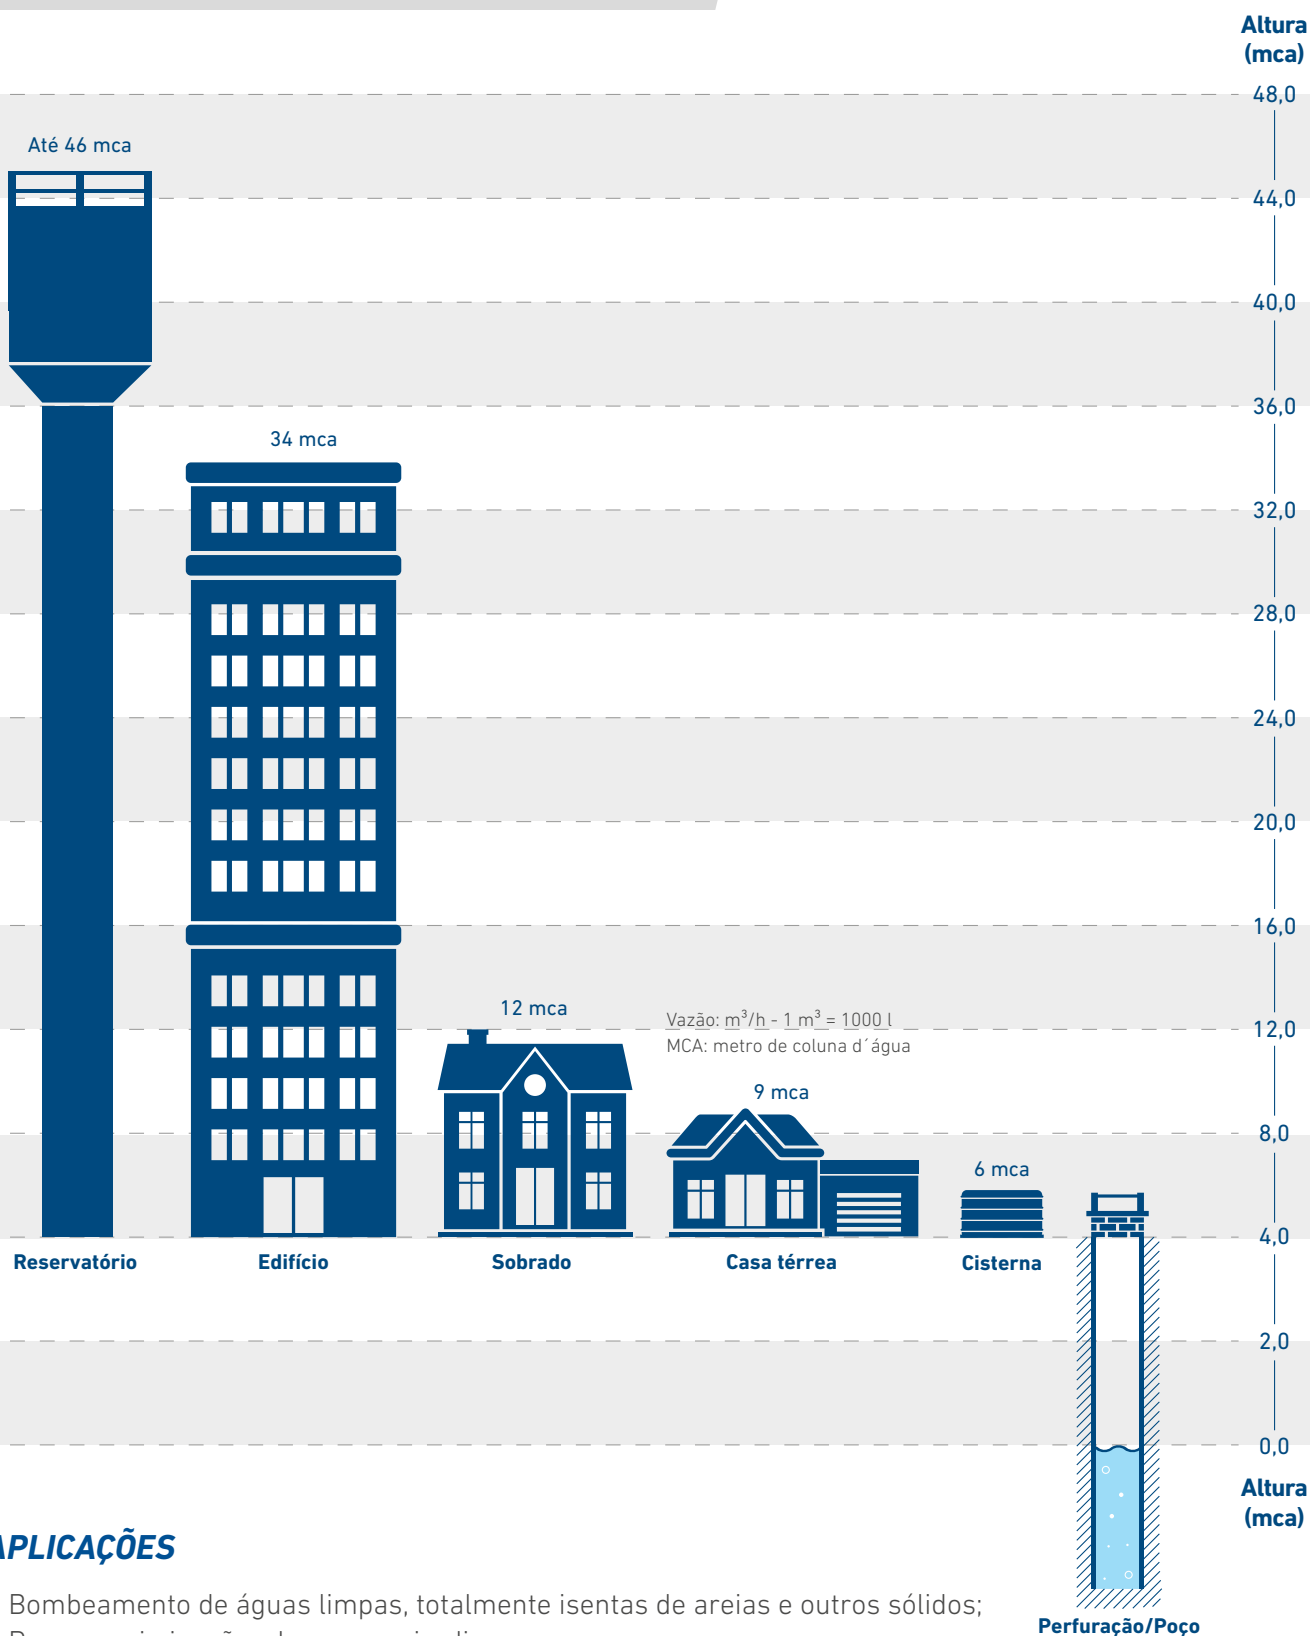 Altura
(mca)
48,0
Até 46 mca
44,0
40,0
36,0
34 mca
32,0
28,0
24,0
20,0
16,0
12 mca
Vazão: m³/h - 1 m³ = 1000 l
12,0
MCA: metro de coluna d´água
9 mca
8,0
6 mca
4,0
Reservatório
Edifício
Sobrado
Casa térrea
Cisterna
2,0
0,0
Altura
(mca)
APLICAÇÕES
Bombeamento de águas limpas, totalmente isentas de areias e outros sólidos;
Perfuração/Poço